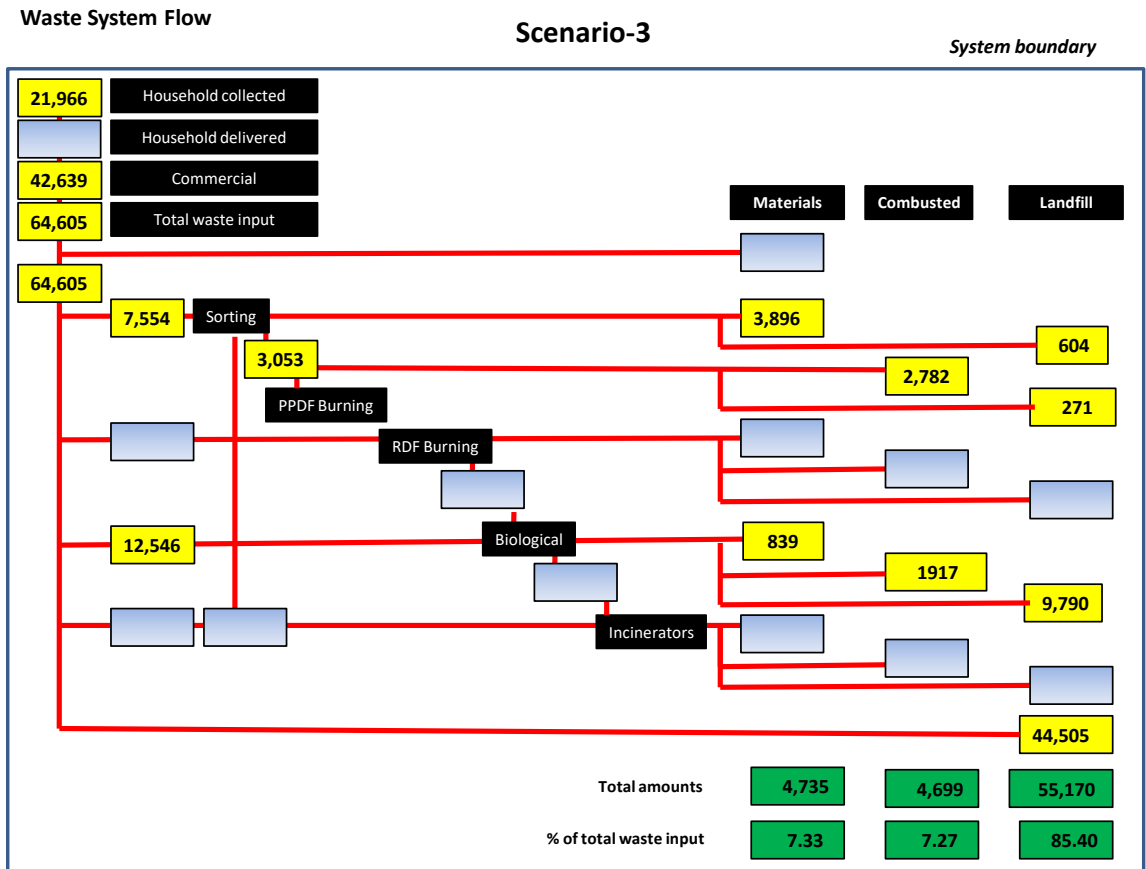 Waste System Flow
Scenario-3
System boundary
21,966 Household collected
Household delivered
42,639 Commercial
64,605 Total waste input
Materials Combusted Landfill
64,605
7,554 Sorting 3,896
604
3,053
2,782
PPDF Burning
271
RDF Burning
12,546 Biological 839
1917
9,790
Incinerators
44,505
Total amounts 4,735 4,699 55,170
% of total waste input 7.33 7.27 85.40